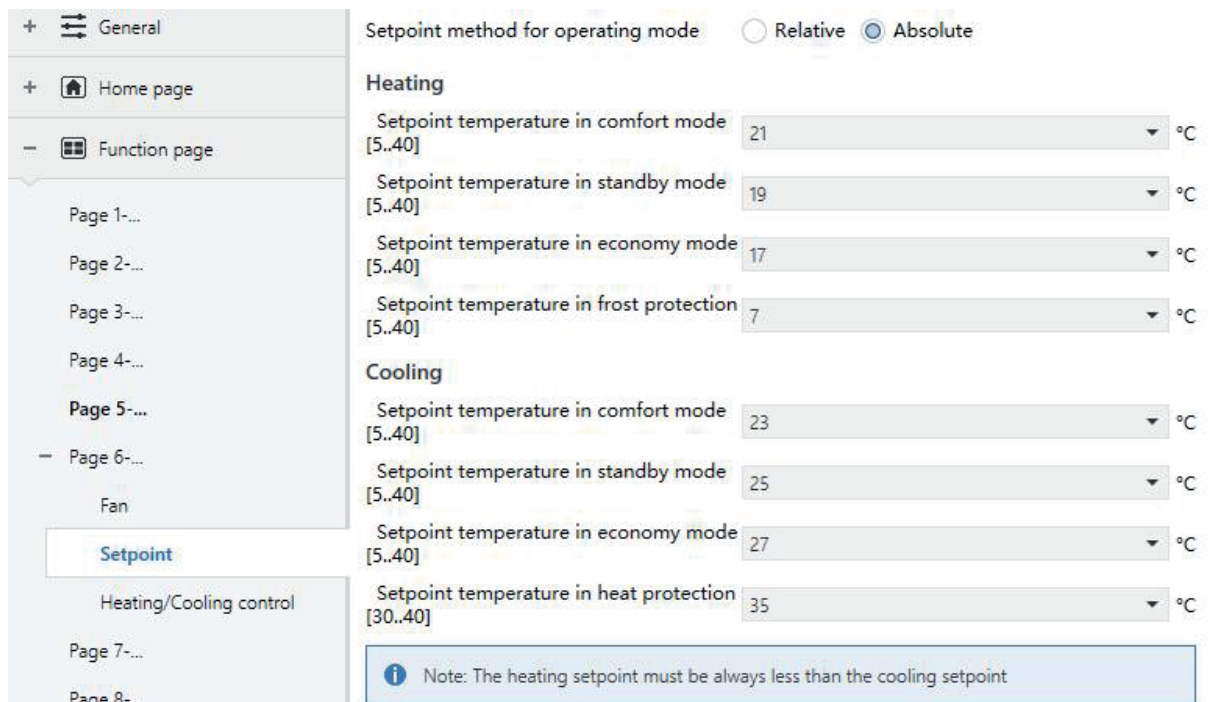 + General
+ Home page
− Function page
Page 1-...
Page 2-...
Page 3-...
Page 4-...
Page 5-...
− Page 6-...
Fan
Setpoint
Heating/Cooling control
Page 7-...
Page 8-
Setpoint method for operating mode Relative Absolute
Heating
Setpoint temperature in comfort mode
[5..40]
21 °C
Setpoint temperature in standby mode
[5..40]
19 °C
Setpoint temperature in economy mode
[5..40]
17 °C
Setpoint temperature in frost protection
[5..40]
7 °C
Cooling
Setpoint temperature in comfort mode
[5..40]
23 °C
Setpoint temperature in standby mode
[5..40]
25 °C
Setpoint temperature in economy mode
[5..40]
27 °C
Setpoint temperature in heat protection
[30..40]
35 °C
Note: The heating setpoint must be always less than the cooling setpoint